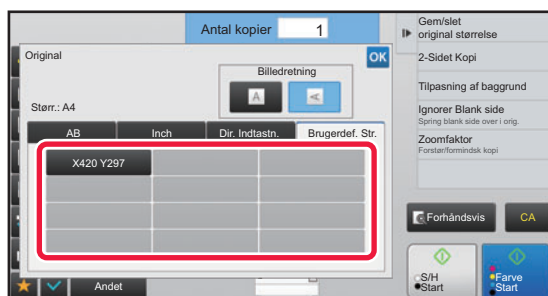 Antal kopier 1
Original
OK
Billedretning
A
A
Størr.: A4
AB
Inch
Dir. Indtastn.
Brugerdef. Str.
X420 Y297
Andet
Gem/slet
original størrelse
2-Sidet Kopi
Tilpasning af baggrund
Ignorer Blank side
Spring blank side over i orig.
Zoomfaktor
Forstør/formindsk kopi
Forhåndsvis
CA
S/H
Start
Farve
Start